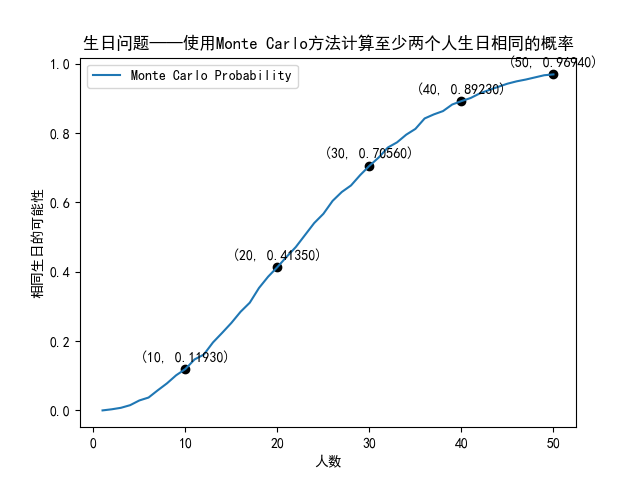 生日问题——使用Monte Carlo方法计算至少两个人生日相同的概率
Monte Carlo Probability
(50, 0.96940)
(40, 0.89230)
(30, 0.70560)
(20, 0.41350)
(10, 0.11930)
1.0
0.8
0.6
0.4
0.2
0.0
相同生日的可能性
0 10 20 30 40 50
人数